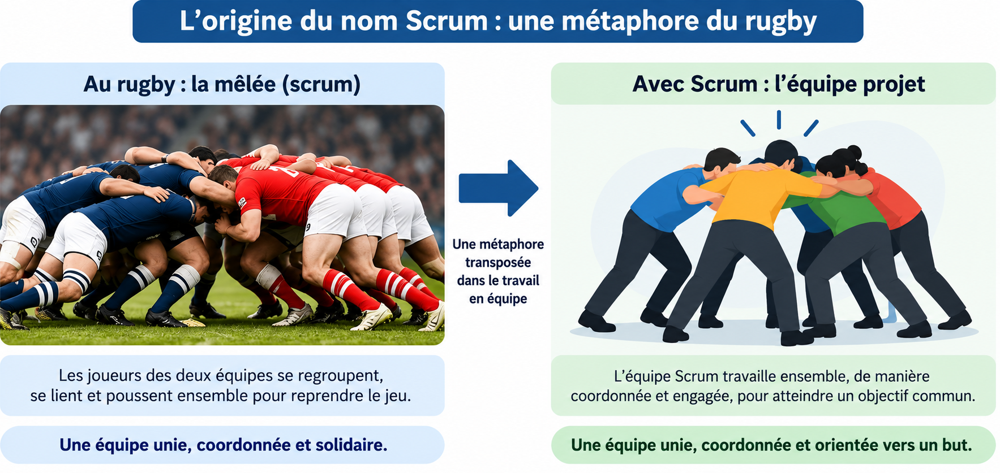 L’origine du nom Scrum : une métaphore du rugby
Au rugby : la mêlée (scrum)
Avec Scrum : l’équipe projet
Une métaphore
transposée
dans le travail
en équipe
Les joueurs des deux équipes se regroupent,
se lient et poussent ensemble pour reprendre le jeu.
L’équipe Scrum travaille ensemble, de manière
coordonnée et engagée, pour atteindre un objectif commun.
Une équipe unie, coordonnée et solidaire.
Une équipe unie, coordonnée et orientée vers un but.